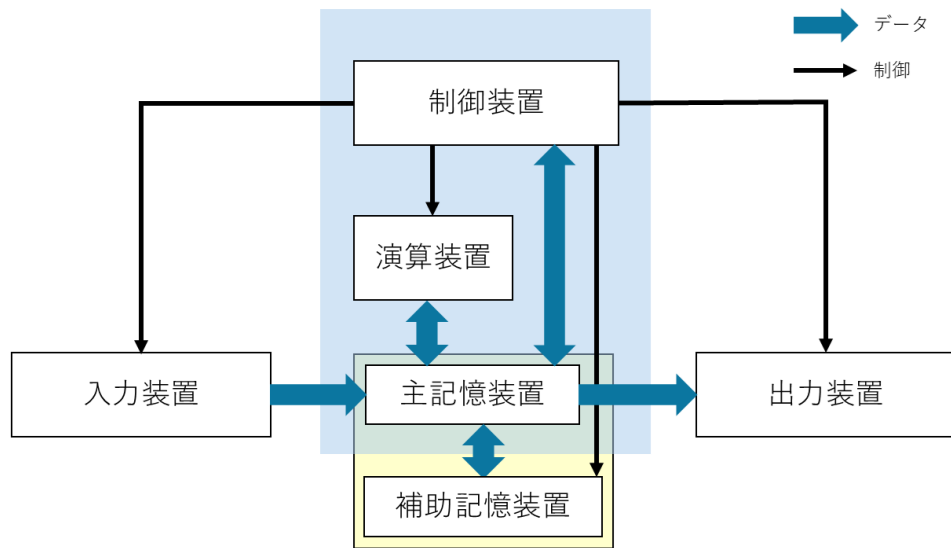 データ
制御
制御装置
演算装置
入力装置
主記憶装置
出力装置
補助記憶装置